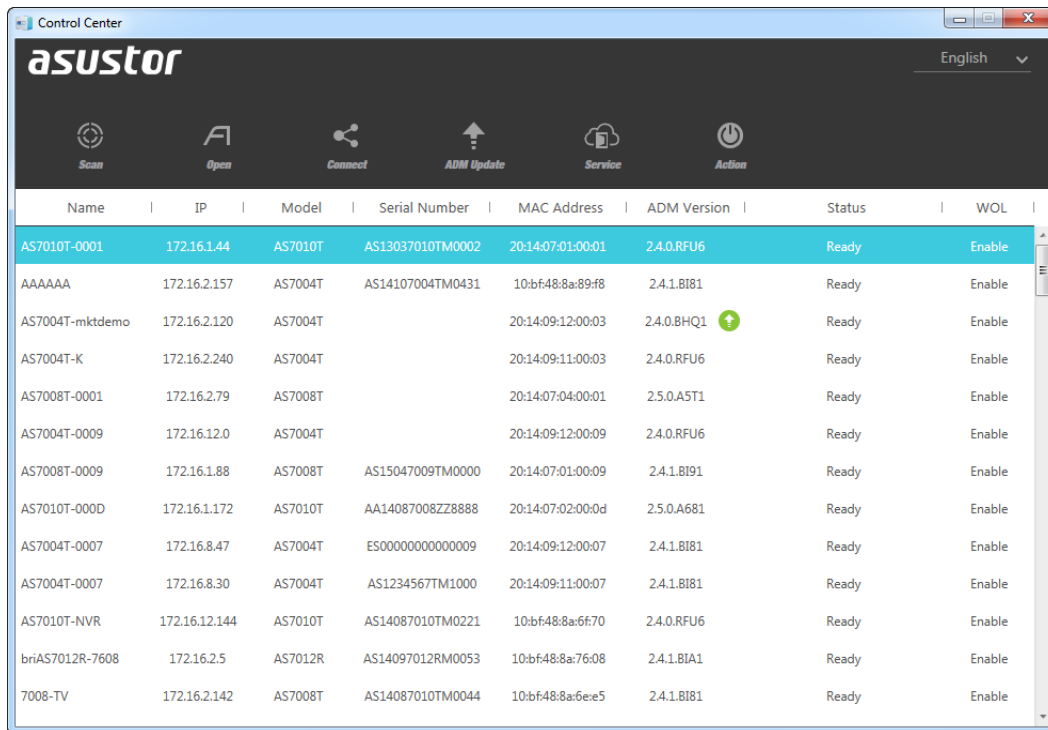 Control Center
asustor
English
Scan Open Connect ADM Update Service Action
Name IP Model Serial Number MAC Address ADM Version Status WOL
AS7010T-0001 172.16.1.44 AS7010T AS13037010TM0002 20:14:07:01:00:01 2.4.0.RFU6 Ready Enable
AAAAAA 172.16.2.157 AS7004T AS14107004TM0431 10:bf:48:8a:89:f8 2.4.1.BI81 Ready Enable
AS7004T-mktdemo 172.16.2.120 AS7004T 20:14:09:12:00:03 2.4.0.BHQ1 Ready Enable
AS7004T-K 172.16.2.240 AS7004T 20:14:09:11:00:03 2.4.0.RFU6 Ready Enable
AS7008T-0001 172.16.2.79 AS7008T 20:14:07:04:00:01 2.5.0.A5T1 Ready Enable
AS7004T-0009 172.16.12.0 AS7004T 20:14:09:12:00:09 2.4.0.RFU6 Ready Enable
AS7008T-0009 172.16.1.88 AS7008T AS15047009TM0000 20:14:07:01:00:09 2.4.1.BI91 Ready Enable
AS7010T-000D 172.16.1.172 AS7010T AA14087008ZZ8888 20:14:07:02:00:0d 2.5.0.A681 Ready Enable
AS7004T-0007 172.16.8.47 AS7004T ES00000000000009 20:14:09:12:00:07 2.4.1.BI81 Ready Enable
AS7004T-0007 172.16.8.30 AS7004T AS1234567TM1000 20:14:09:11:00:07 2.4.1.BI81 Ready Enable
AS7010T-NVR 172.16.12.144 AS7010T AS14087010TM0221 10:bf:48:8a:6f:70 2.4.0.RFU6 Ready Enable
briAS7012R-7608 172.16.2.5 AS7012R AS14097012RM0053 10:bf:48:8a:76:08 2.4.1.BIA1 Ready Enable
7008-TV 172.16.2.142 AS7008T AS14087010TM0044 10:bf:48:8a:6e:e5 2.4.1.BI81 Ready Enable